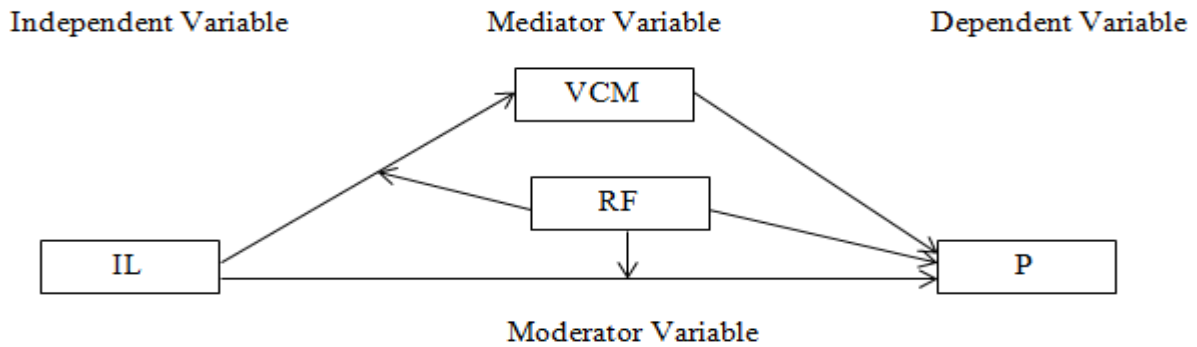 Independent Variable
Mediator Variable
Dependent Variable
VCM
RF
IL
P
Moderator Variable